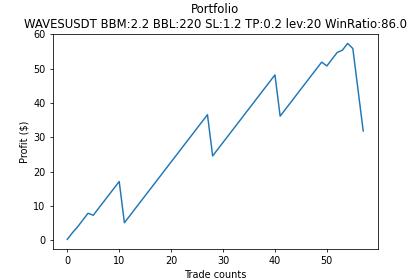 Portfolio
WAVESUSDT BBM:2.2 BBL:220 SL:1.2 TP:0.2 lev:20 WinRatio:86.0
60
50
40
30
20
10
0
Profit ($)
0 10 20 30 40 50
Trade counts